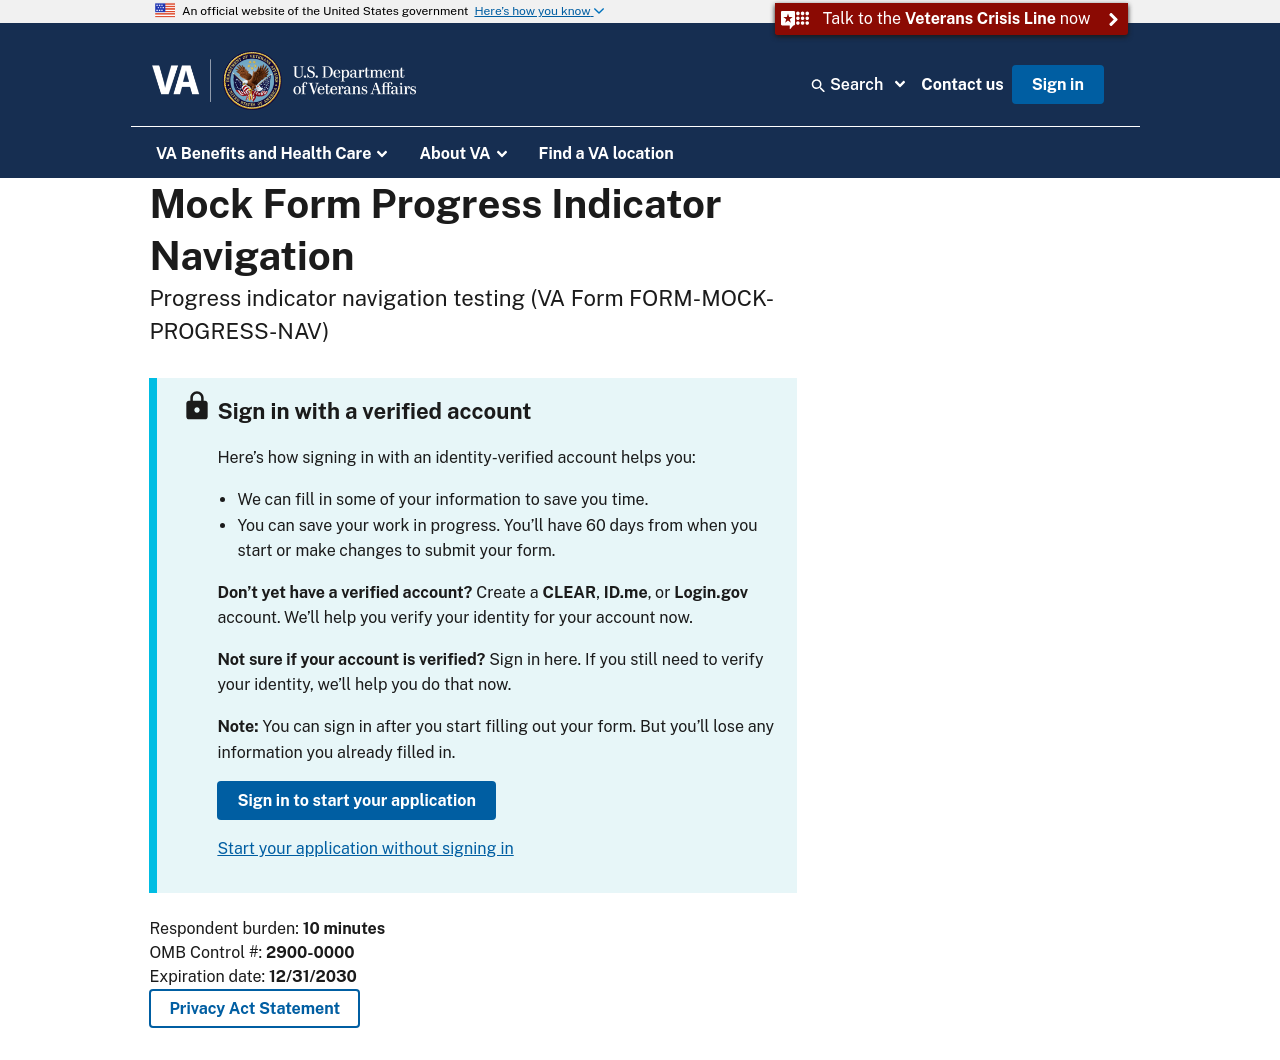 An official website of the United States government Here's how you know
Talk to the Veterans Crisis Line now
VA
U.S. Department
of Veterans Affairs
Search
Contact us
Sign in
VA Benefits and Health Care
About VA
Find a VA location
Mock Form Progress Indicator
Navigation
Progress indicator navigation testing (VA Form FORM-MOCK-
PROGRESS-NAV)
Sign in with a verified account
Here’s how signing in with an identity-verified account helps you:
• We can fill in some of your information to save you time.
• You can save your work in progress. You’ll have 60 days from when you
start or make changes to submit your form.
Don’t yet have a verified account? Create a CLEAR, ID.me, or Login.gov
account. We’ll help you verify your identity for your account now.
Not sure if your account is verified? Sign in here. If you still need to verify
your identity, we’ll help you do that now.
Note: You can sign in after you start filling out your form. But you’ll lose any
information you already filled in.
Sign in to start your application
Start your application without signing in
Respondent burden: 10 minutes
OMB Control #: 2900-0000
Expiration date: 12/31/2030
Privacy Act Statement